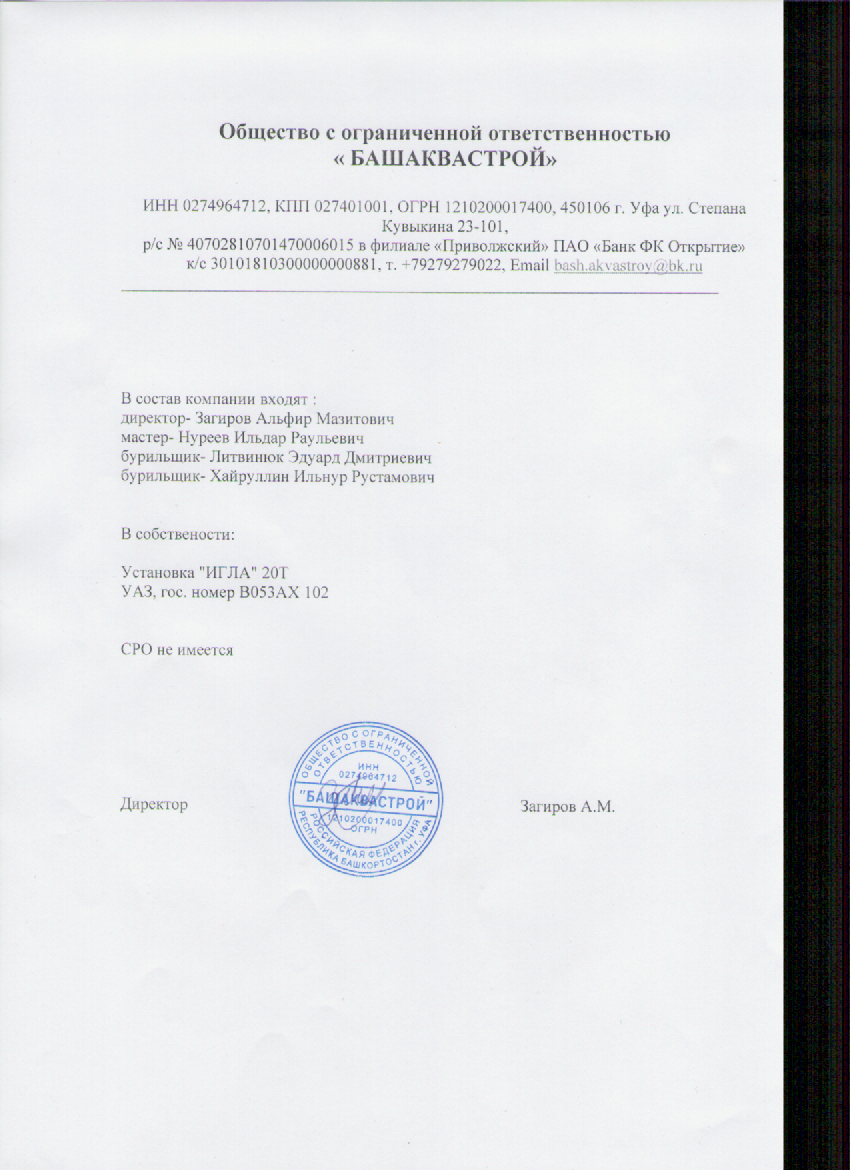 Общество с ограниченной ответственностью
« БАШАКВАСТРОЙ»
ИНН 0274964712, КПП 027401001, ОГРН 1210200017400, 450106 г. Уфа ул. Степана
Кувыкина 23-101,
р/с № 40702810701470006015 в филиале «Приволжский» ПАО «Банк ФК Открытие»
к/с 30101810300000000881, т. +79279279022, Email bash.akvastroy@bk.ru
В состав компании входят :
директор- Загиров Альфир Мазитович
мастер- Нуреев Ильдар Раульевич
бурильщик- Литвинюк Эдуард Дмитриевич
бурильщик- Хайруллин Ильнур Рустамович
В собствености:
Установка "ИГЛА" 20Т
УАЗ, гос. номер В053АХ 102
СРО не имеется
ОБЩЕСТВО С ОГРАНИЧЕННОЙ
ОТВЕТСТВЕННОСТЬЮ
ИНН
0274964712
"БАШАКВАСТРОЙ"
1210200017400
ОГРН
РОССИЙСКАЯ ФЕДЕРАЦИЯ
РЕСПУБЛИКА БАШКОРТОСТАН г. УФА
Директор
Загиров А.М.